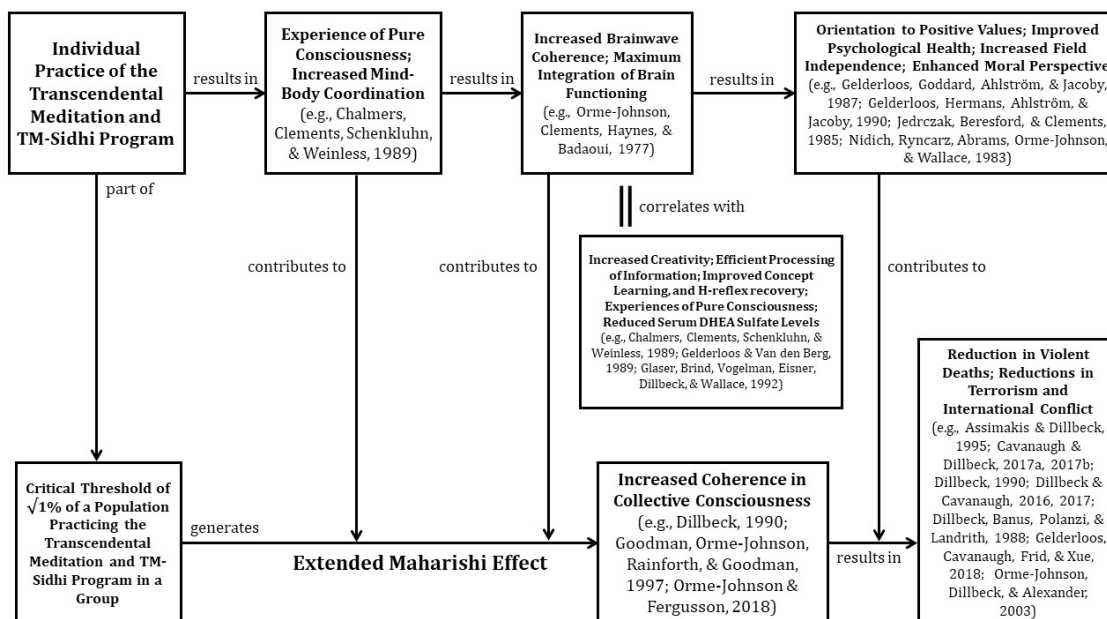 Individual
Practice of the
Transcendental
Meditation and
TM-Sidhi Program
results in
Experience of Pure
Consciousness;
Increased Mind-
Body Coordination
(e.g., Chalmers,
Clements, Schenkluhn,
& Weinless, 1989)
results in
Increased Brainwave
Coherence; Maximum
Integration of Brain
Functioning
(e.g., Orme-Johnson,
Clements, Haynes, &
Badaoui, 1977)
results in
Orientation to Positive Values; Improved
Psychological Health; Increased Field
Independence; Enhanced Moral Perspective
(e.g., Gelderloos, Goddard, Ahlström, & Jacoby,
1987; Gelderloos, Hermans, Ahlström, &
Jacoby, 1990; Jedrczak, Beresford, & Clements,
1985; Nidich, Ryncarz, Abrams, Orme-Johnson,
& Wallace, 1983)
part of
contributes to
contributes to
correlates with
contributes to
Increased Creativity; Efficient Processing
of Information; Improved Concept
Learning, and H-reflex recovery;
Experiences of Pure Consciousness;
Reduced Serum DHEA Sulfate Levels
(e.g., Chalmers, Clements, Schenkluhn, &
Weinless, 1989; Gelderloos & Van den Berg,
1989; Glaser, Brind, Vogelman, Eisner,
Dillbeck, & Wallace, 1992)
Critical Threshold of
√1% of a Population
Practicing the
Transcendental
Meditation and TM-
Sidhi Program in a
Group
generates
Extended Maharishi Effect
Increased Coherence in
Collective Consciousness
(e.g., Dillbeck, 1990;
Goodman, Orme-Johnson,
Rainforth, & Goodman,
1997; Orme-Johnson &
Fergusson, 2018)
results in
Reduction in Violent
Deaths; Reductions in
Terrorism and
International Conflict
(e.g., Assimakis & Dillbeck,
1995; Cavanaugh &
Dillbeck, 2017a, 2017b;
Dillbeck, 1990; Dillbeck &
Cavanaugh, 2016, 2017;
Dillbeck, Banus, Polanzi, &
Landrith, 1988; Gelderloos,
Cavanaugh, Frid, & Xue,
2018; Orme-Johnson,
Dillbeck, & Alexander,
2003)